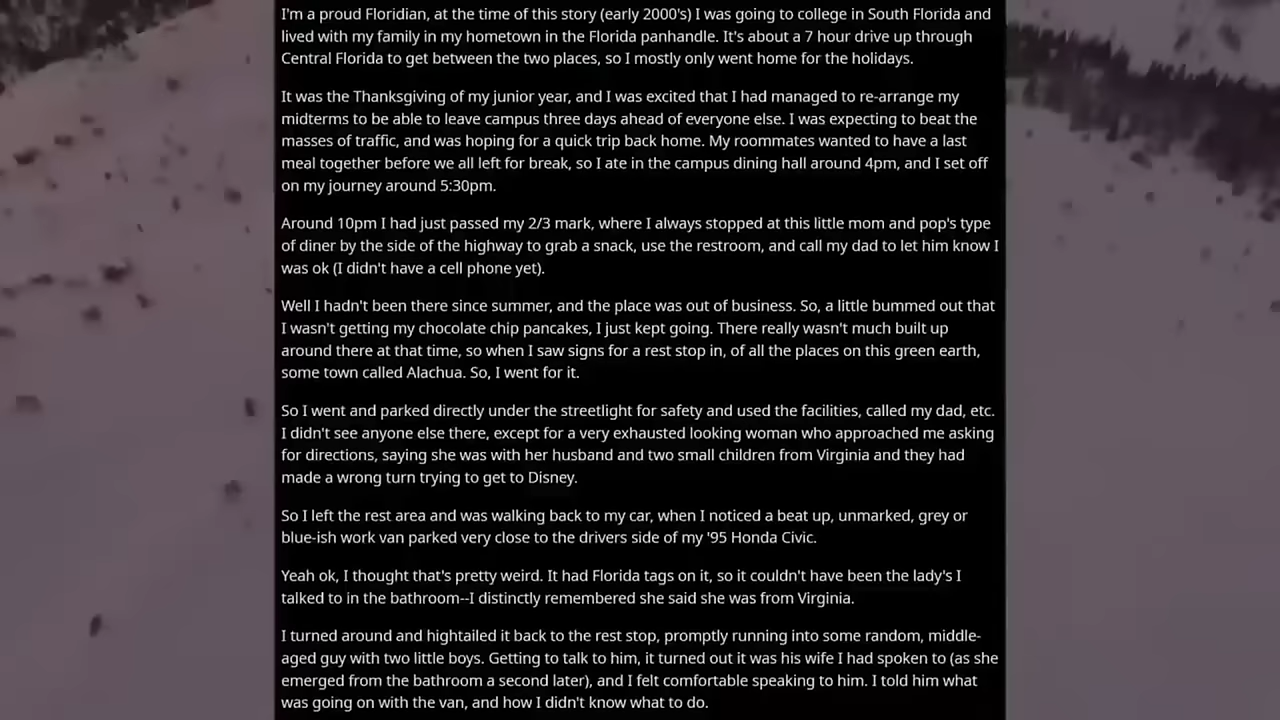 I'm a proud Floridian, at the time of this story (early 2000's) I was going to college in South Florida and
lived with my family in my hometown in the Florida panhandle. It's about a 7 hour drive up through
Central Florida to get between the two places, so I mostly only went home for the holidays.
It was the Thanksgiving of my junior year, and I was excited that I had managed to re-arrange my
midterms to be able to leave campus three days ahead of everyone else. I was expecting to beat the
masses of traffic, and was hoping for a quick trip back home. My roommates wanted to have a last
meal together before we all left for break, so I ate in the campus dining hall around 4pm, and I set off
on my journey around 5:30pm.
Around 10pm I had just passed my 2/3 mark, where I always stopped at this little mom and pop's type
of diner by the side of the highway to grab a snack, use the restroom, and call my dad to let him know I
was ok (I didn't have a cell phone yet).
Well I hadn't been there since summer, and the place was out of business. So, a little bummed out that
I wasn't getting my chocolate chip pancakes, I just kept going. There really wasn't much built up
around there at that time, so when I saw signs for a rest stop in, of all the places on this green earth,
some town called Alachua. So, I went for it.
So I went and parked directly under the streetlight for safety and used the facilities, called my dad, etc.
I didn't see anyone else there, except for a very exhausted looking woman who approached me asking
for directions, saying she was with her husband and two small children from Virginia and they had
made a wrong turn trying to get to Disney.
So I left the rest area and was walking back to my car, when I noticed a beat up, unmarked, grey or
blue-ish work van parked very close to the drivers side of my '95 Honda Civic.
Yeah ok, I thought that's pretty weird. It had Florida tags on it, so it couldn't have been the lady's I
talked to in the bathroom--I distinctly remembered she said she was from Virginia.
I turned around and hightailed it back to the rest stop, promptly running into some random, middle-
aged guy with two little boys. Getting to talk to him, it turned out it was his wife I had spoken to (as she
emerged from the bathroom a second later), and I felt comfortable speaking to him. I told him what
was going on with the van, and how I didn't know what to do.